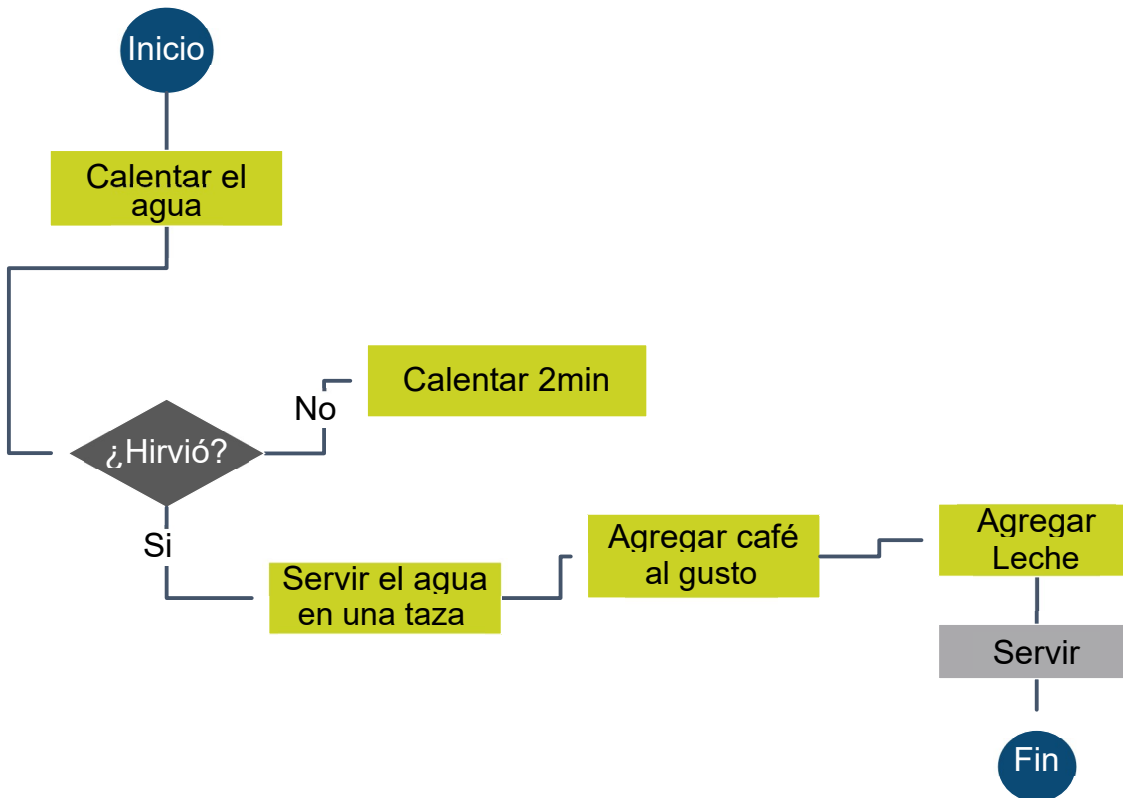 Inicio
Calentar el
agua
Calentar 2min
No
¿Hirvió?
Si
Servir el agua
en una taza
Agregar café
al gusto
Agregar
Leche
Servir
Fin